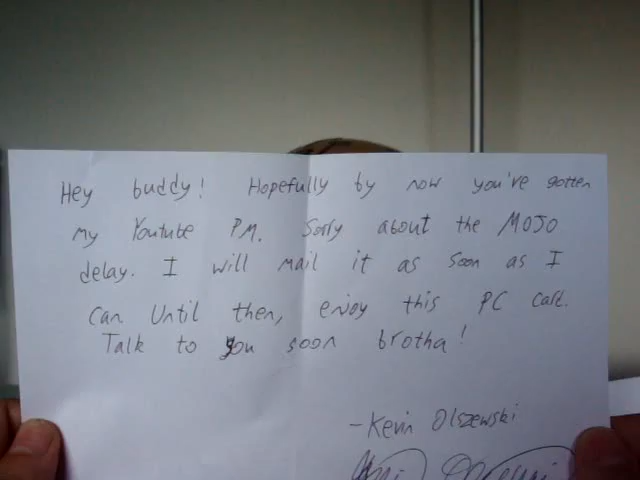 Hey buddy! Hopefully by now you've gotten
my Youtube PM. Sorry about the MOJO
delay. I will mail it as soon as I
can Until then, enjoy this PC card.
Talk to you soon brotha!
-Kevin Olszewski